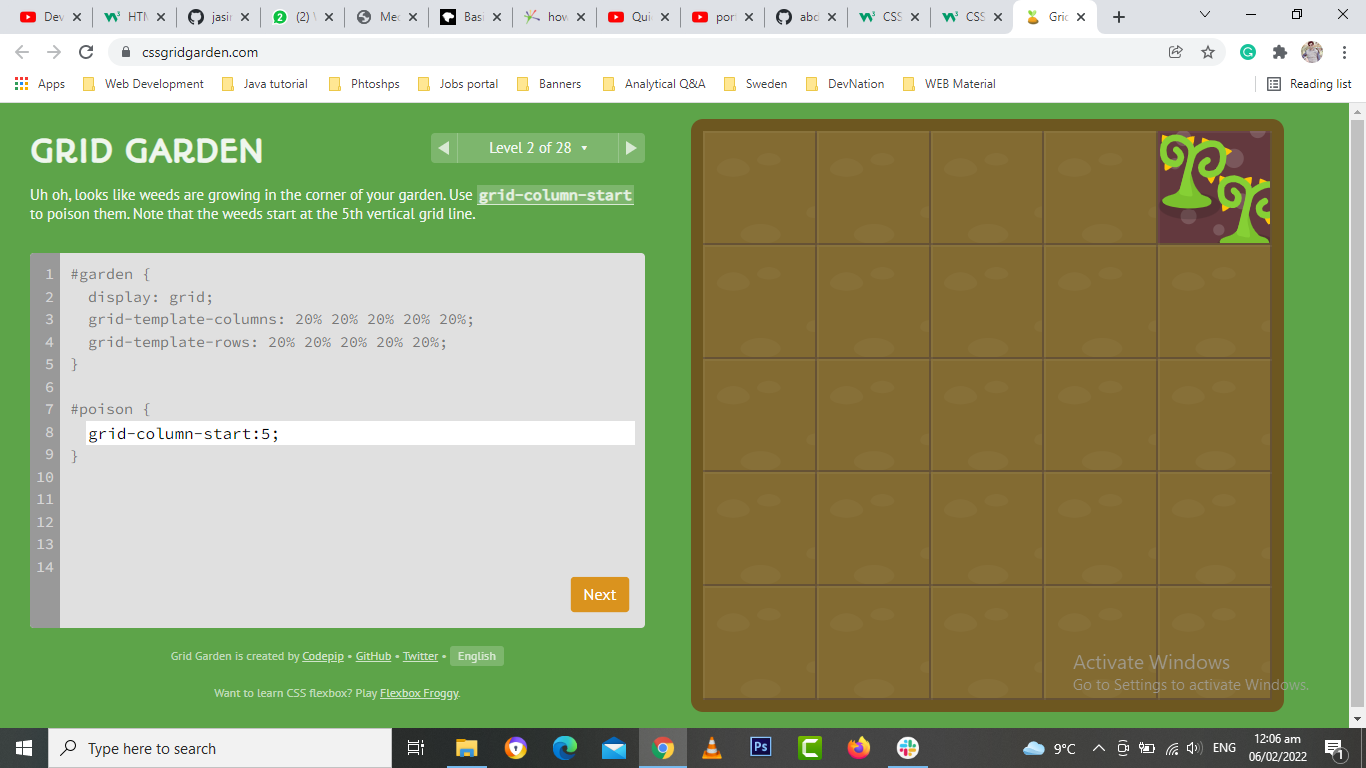 Dev
HTM
jasi
(2) W
Med
Basi
how
Quic
port
abd
CSS
CSS
Grid
cssgridgarden.com
Apps Web Development Java tutorial Phtoshps Jobs portal Banners Analytical Q&A Sweden DevNation WEB Material Reading list
GRID GARDEN
Level 2 of 28
Uh oh, looks like weeds are growing in the corner of your garden. Use grid-column-start
to poison them. Note that the weeds start at the 5th vertical grid line.
1 #garden {
2 display: grid;
3 grid-template-columns: 20% 20% 20% 20% 20%;
4 grid-template-rows: 20% 20% 20% 20% 20%;
5 }
6
7 #poison {
8 grid-column-start:5;
9 }
10
11
12
13
14
Next
Grid Garden is created by Codepip • GitHub • Twitter • English
Want to learn CSS flexbox? Play Flexbox Froggy.
Activate Windows
Go to Settings to activate Windows.
Type here to search
Ps
9°C
ENG
12:06 am
06/02/2022
1